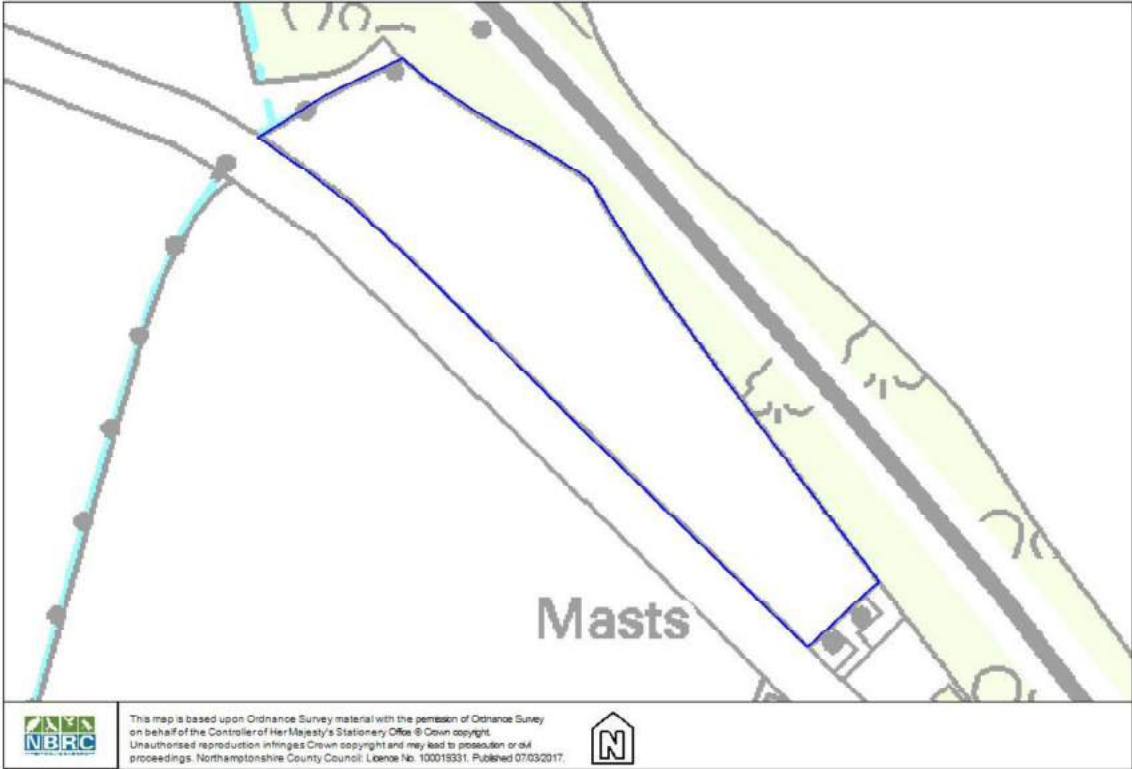 Masts
NBRC
This map is based upon Ordnance Survey material with the permission of Ordnance Survey
on behalf of the Controller of Her Majesty's Stationery Office © Crown copyright.
Unauthorised reproduction infringes Crown copyright and may lead to prosecution or civil
proceedings. Northamptonshire County Council: Licence No. 100019331. Published 07/03/2017.
N